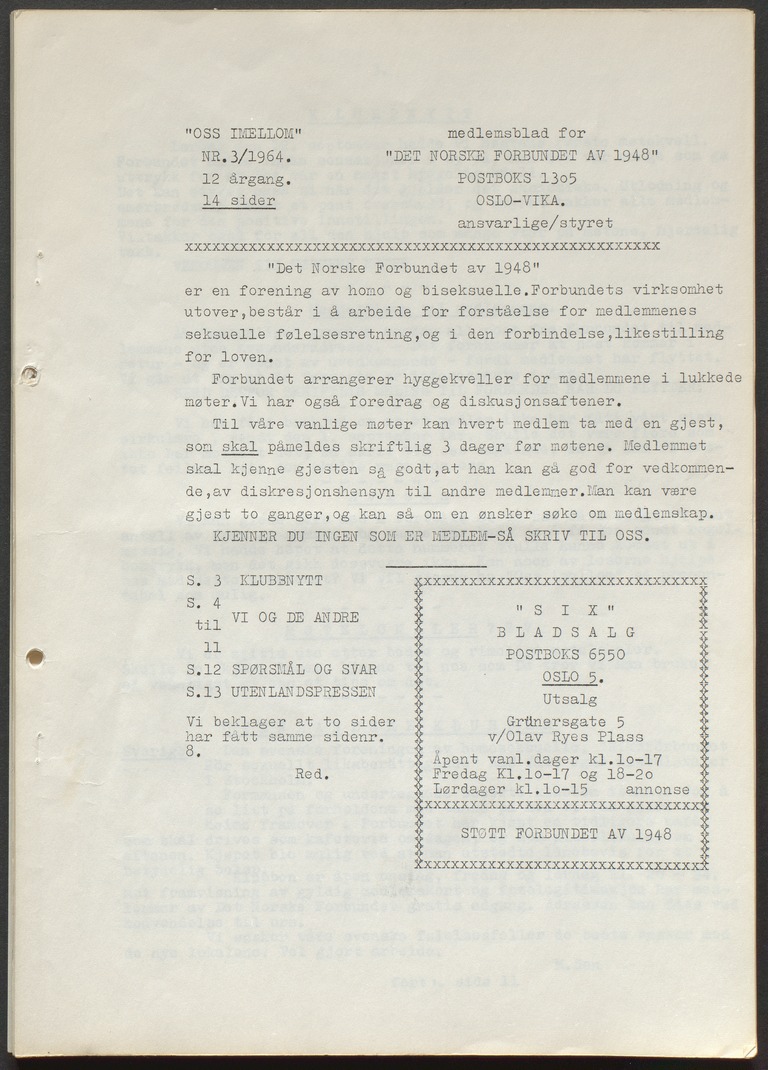 "OSS IMELLOM"
NR.3/1964.
12 årgang.
14 sider
medlemsblad for
"DET NORSKE FORBUNDET AV 1948"
POSTBOKS 13o5
OSLO-VIKA.
ansvarlige/styret
xxxxxxxxxxxxxxxxxxxxxxxxxxxxxxxxxxxxxxxxxxxxxxxxxxxx
"Det Norske Forbundet av 1948"
er en forening av homo og biseksuelle.Forbundets virksomhet
utover,består i å arbeide for forståelse for medlemmenes
seksuelle følelsesretning,og i den forbindelse,likestilling
for loven.
Forbundet arrangerer hyggekveller for medlemmene i lukkede
møter.Vi har også foredrag og diskusjonsaftener.
Til våre vanlige møter kan hvert medlem ta med en gjest,
som skal påmeldes skriftlig 3 dager før møtene. Medlemmet
skal kjenne gjesten så godt,at han kan gå god for vedkommen-
de,av diskresjonshensyn til andre medlemmer.Man kan være
gjest to ganger,og kan så om en ønsker søke om medlemskap.
KJENNER DU INGEN SOM ER MEDLEM-SÅ SKRIV TIL OSS.
S. 3 KLUBBNYTT
S. 4
til VI OG DE ANDRE
11
S.12 SPØRSMÅL OG SVAR
S.13 UTENLANDSPRESSEN
Vi beklager at to sider
har fått samme sidenr.
8.
Red.
xxxxxxxxxxxxxxxxxxxxxxxxxxxxxxxx
" S I X "
B L A D S A L G
POSTBOKS 6550
OSLO 5.
Utsalg
Grünersgate 5
v/Olav Ryes Plass
Åpent vanl.dager kl.1o-17
Fredag Kl.1o-17 og 18-2o
Lørdager kl.1o-15 annonse
xxxxxxxxxxxxxxxxxxxxxxxxxxxxxxxx
STØTT FORBUNDET AV 1948
xxxxxxxxxxxxxxxxxxxxxxxxxxxxxxxx